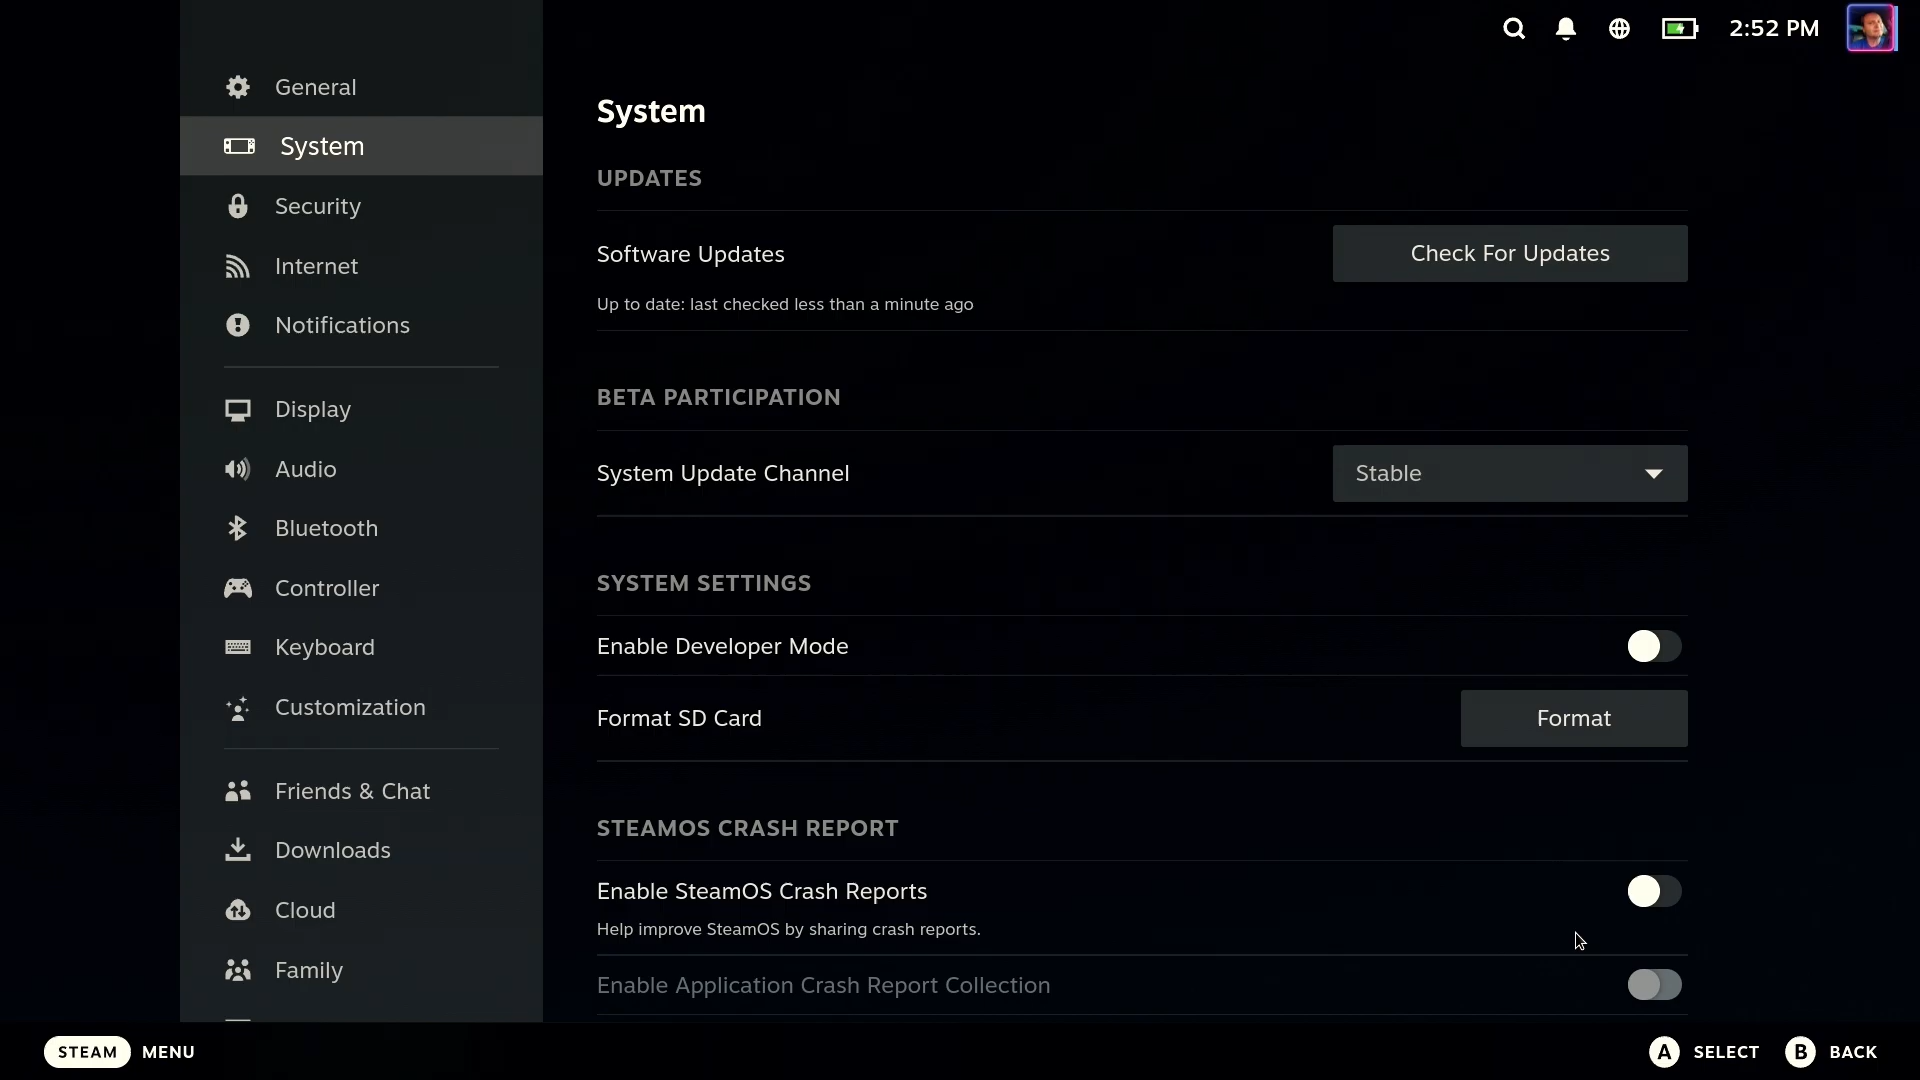 2:52 PM
General
System
Security
Internet
Notifications
Display
Audio
Bluetooth
Controller
Keyboard
Customization
Friends & Chat
Downloads
Cloud
Family
System
UPDATES
Software Updates
Check For Updates
Up to date: last checked less than a minute ago
BETA PARTICIPATION
System Update Channel
Stable
SYSTEM SETTINGS
Enable Developer Mode
Format SD Card
Format
STEAMOS CRASH REPORT
Enable SteamOS Crash Reports
Help improve SteamOS by sharing crash reports.
Enable Application Crash Report Collection
STEAM MENU
A SELECT B BACK